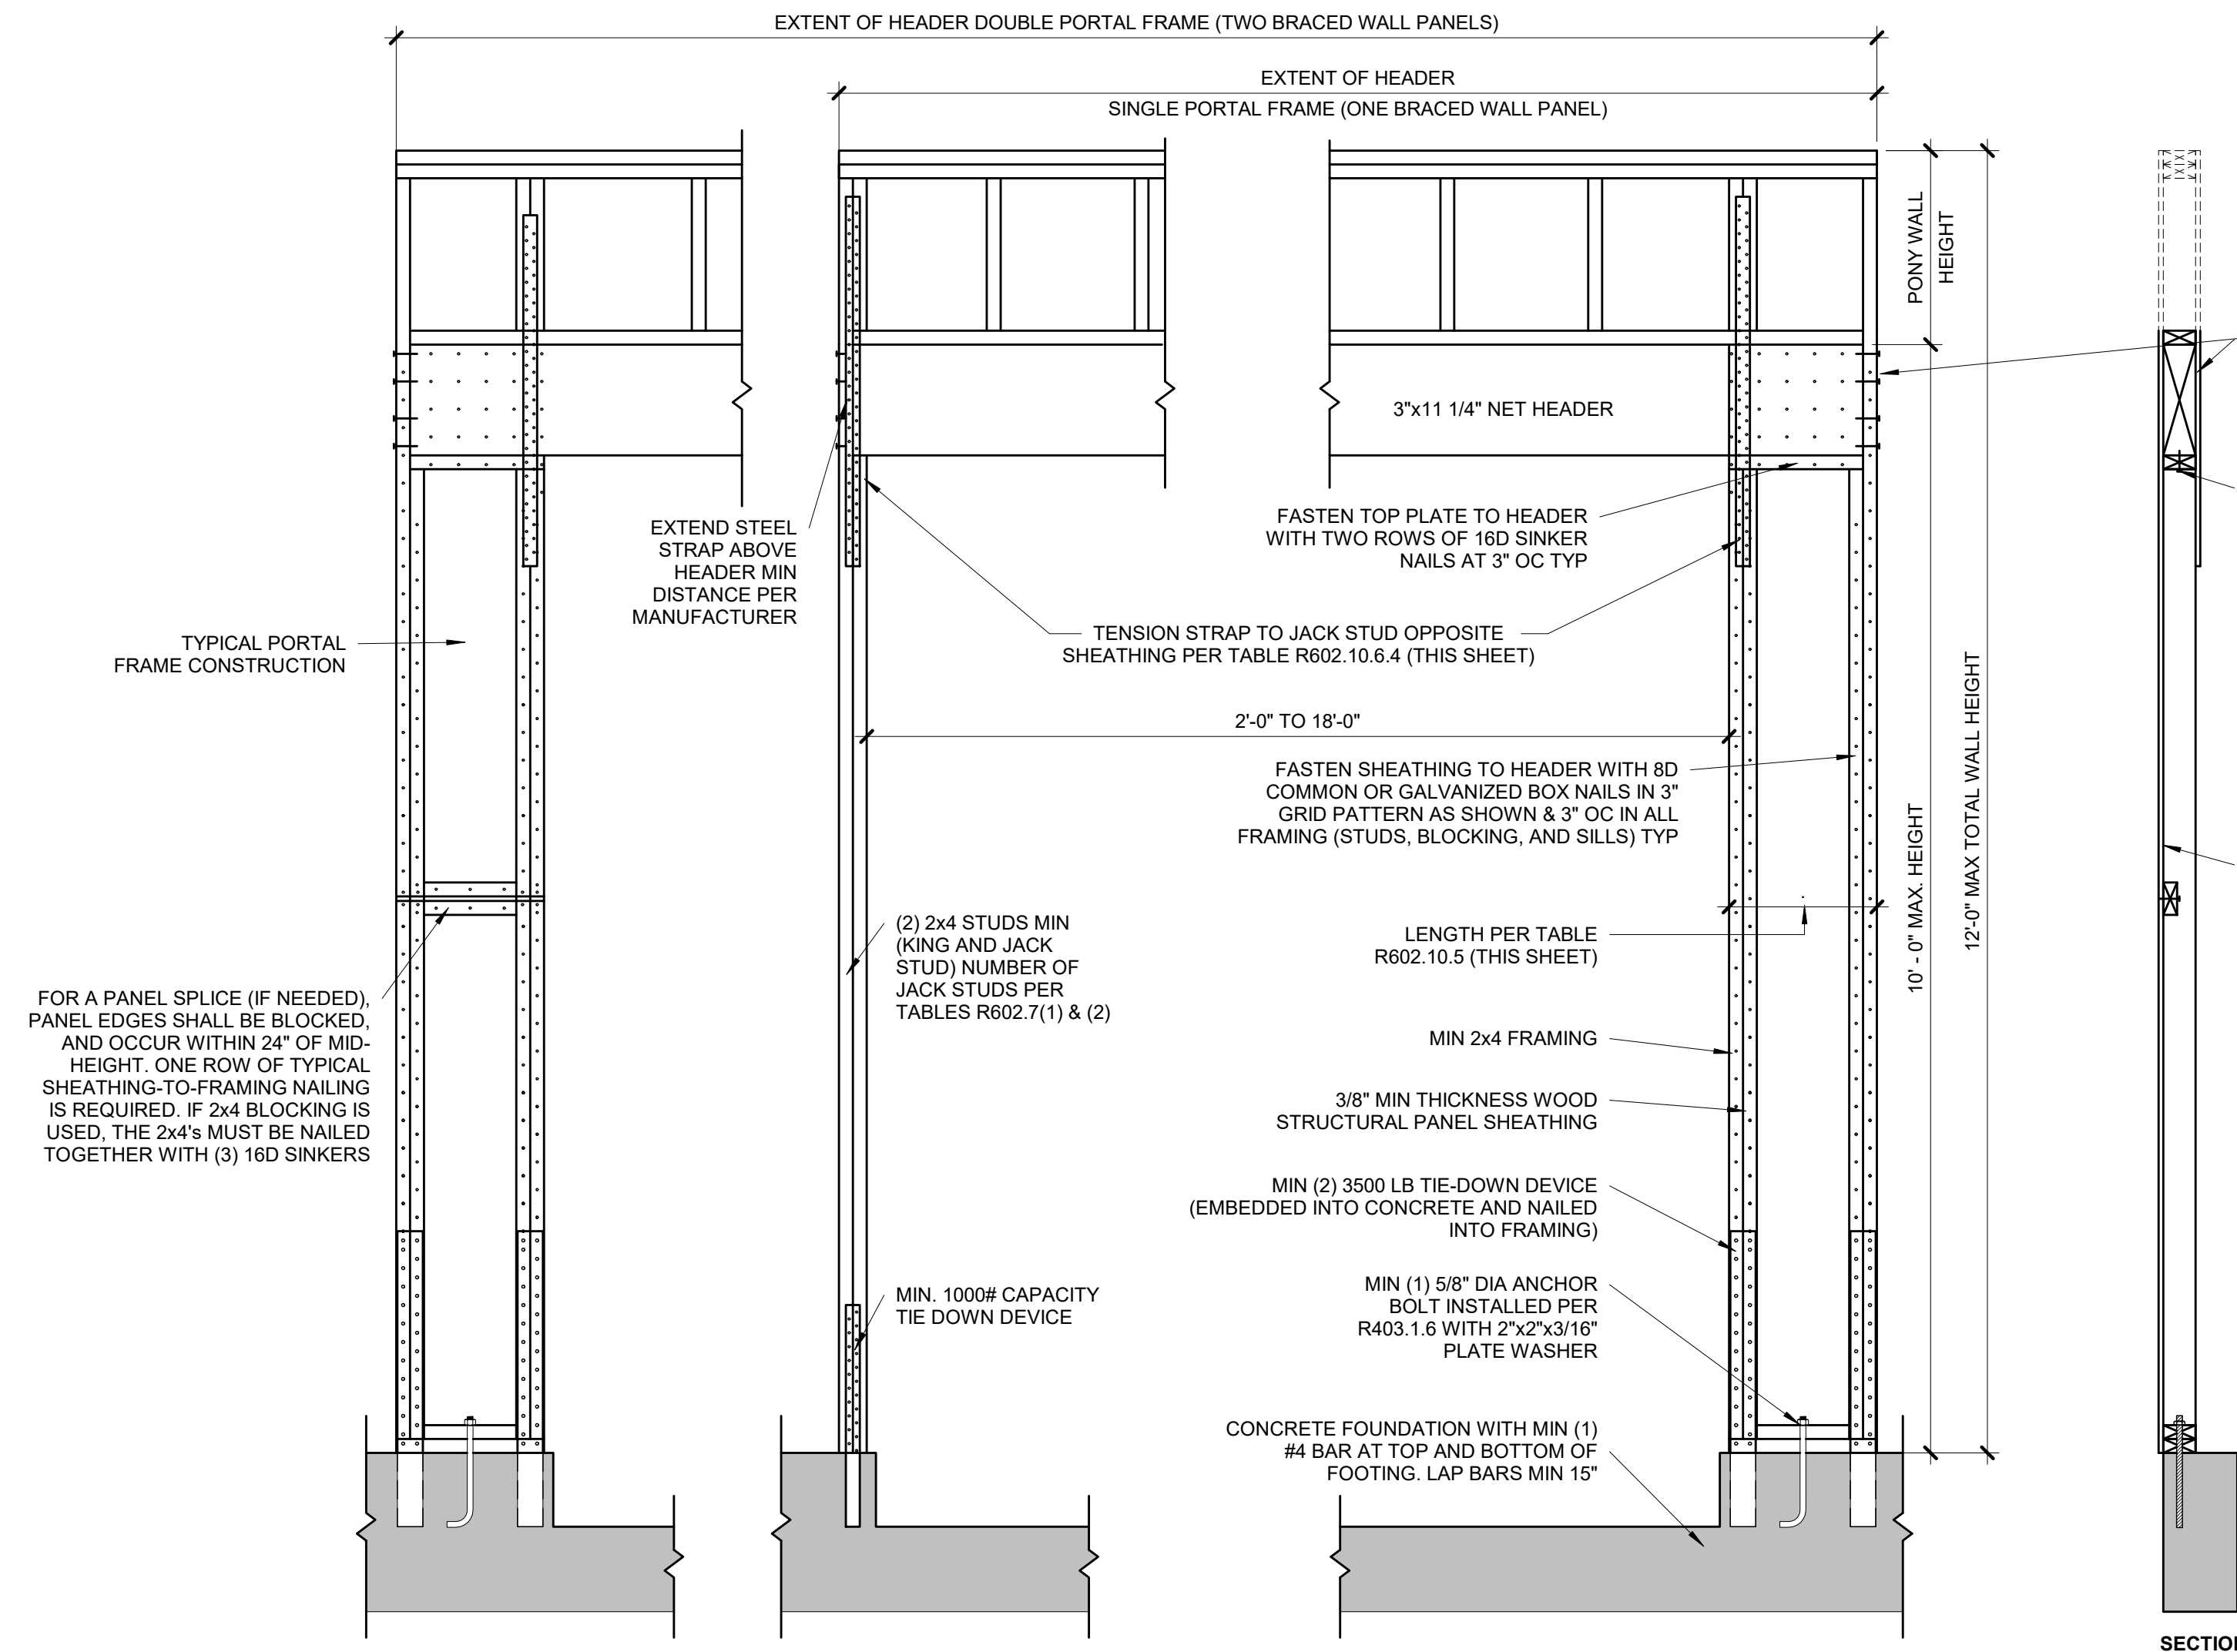 EXTENT OF HEADER DOUBLE PORTAL FRAME (TWO BRACED WALL PANELS)
EXTENT OF HEADER
SINGLE PORTAL FRAME (ONE BRACED WALL PANEL)
PONY WALL
HEIGHT
3"x11 1/4" NET HEADER
EXTEND STEEL
STRAP ABOVE
HEADER MIN
DISTANCE PER
MANUFACTURER
FASTEN TOP PLATE TO HEADER
WITH TWO ROWS OF 16D SINKER
NAILS AT 3" OC TYP
TYPICAL PORTAL
FRAME CONSTRUCTION
TENSION STRAP TO JACK STUD OPPOSITE
SHEATHING PER TABLE R602.10.6.4 (THIS SHEET)
2'-0" TO 18'-0"
FASTEN SHEATHING TO HEADER WITH 8D
COMMON OR GALVANIZED BOX NAILS IN 3"
GRID PATTERN AS SHOWN & 3" OC IN ALL
FRAMING (STUDS, BLOCKING, AND SILLS) TYP
10' - 0" MAX. HEIGHT
12'-0" MAX TOTAL WALL HEIGHT
(2) 2x4 STUDS MIN
(KING AND JACK
STUD) NUMBER OF
JACK STUDS PER
TABLES R602.7(1) & (2)
LENGTH PER TABLE
R602.10.5 (THIS SHEET)
FOR A PANEL SPLICE (IF NEEDED),
PANEL EDGES SHALL BE BLOCKED,
AND OCCUR WITHIN 24" OF MID-
HEIGHT. ONE ROW OF TYPICAL
SHEATHING-TO-FRAMING NAILING
IS REQUIRED. IF 2x4 BLOCKING IS
USED, THE 2x4's MUST BE NAILED
TOGETHER WITH (3) 16D SINKERS
MIN 2x4 FRAMING
3/8" MIN THICKNESS WOOD
STRUCTURAL PANEL SHEATHING
MIN (2) 3500 LB TIE-DOWN DEVICE
(EMBEDDED INTO CONCRETE AND NAILED
INTO FRAMING)
MIN. 1000# CAPACITY
TIE DOWN DEVICE
MIN (1) 5/8" DIA ANCHOR
BOLT INSTALLED PER
R403.1.6 WITH 2"x2"x3/16"
PLATE WASHER
CONCRETE FOUNDATION WITH MIN (1)
#4 BAR AT TOP AND BOTTOM OF
FOOTING. LAP BARS MIN 15"